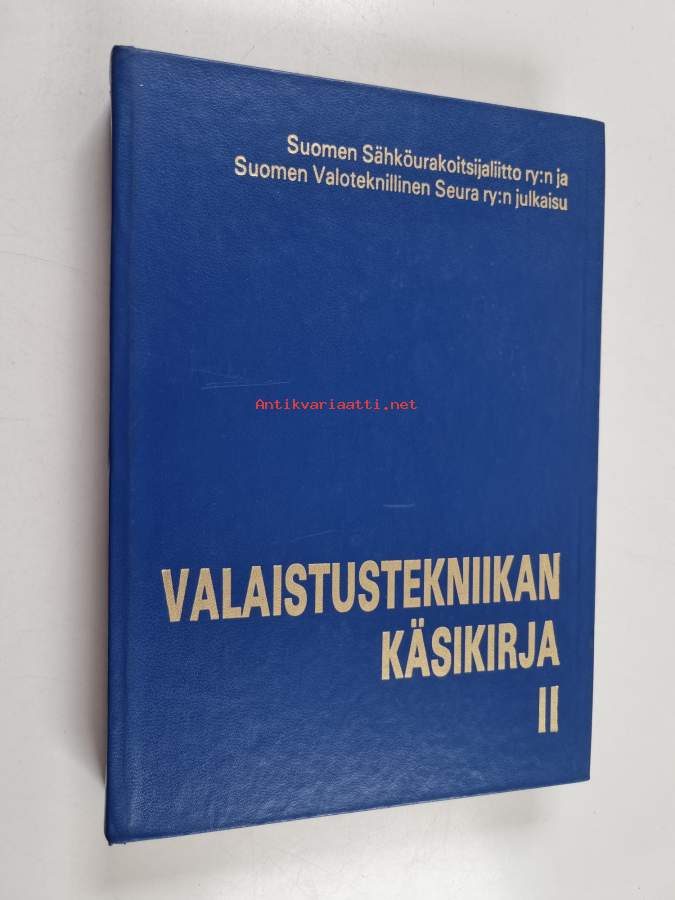 Suomen Sähköurakoitsijaliitto ry:n ja
Suomen Valoteknillinen Seura ry:n julkaisu
Antikvariaatti.net
VALAISTUSTEKNIIKAN
KÄSIKIRJA
II